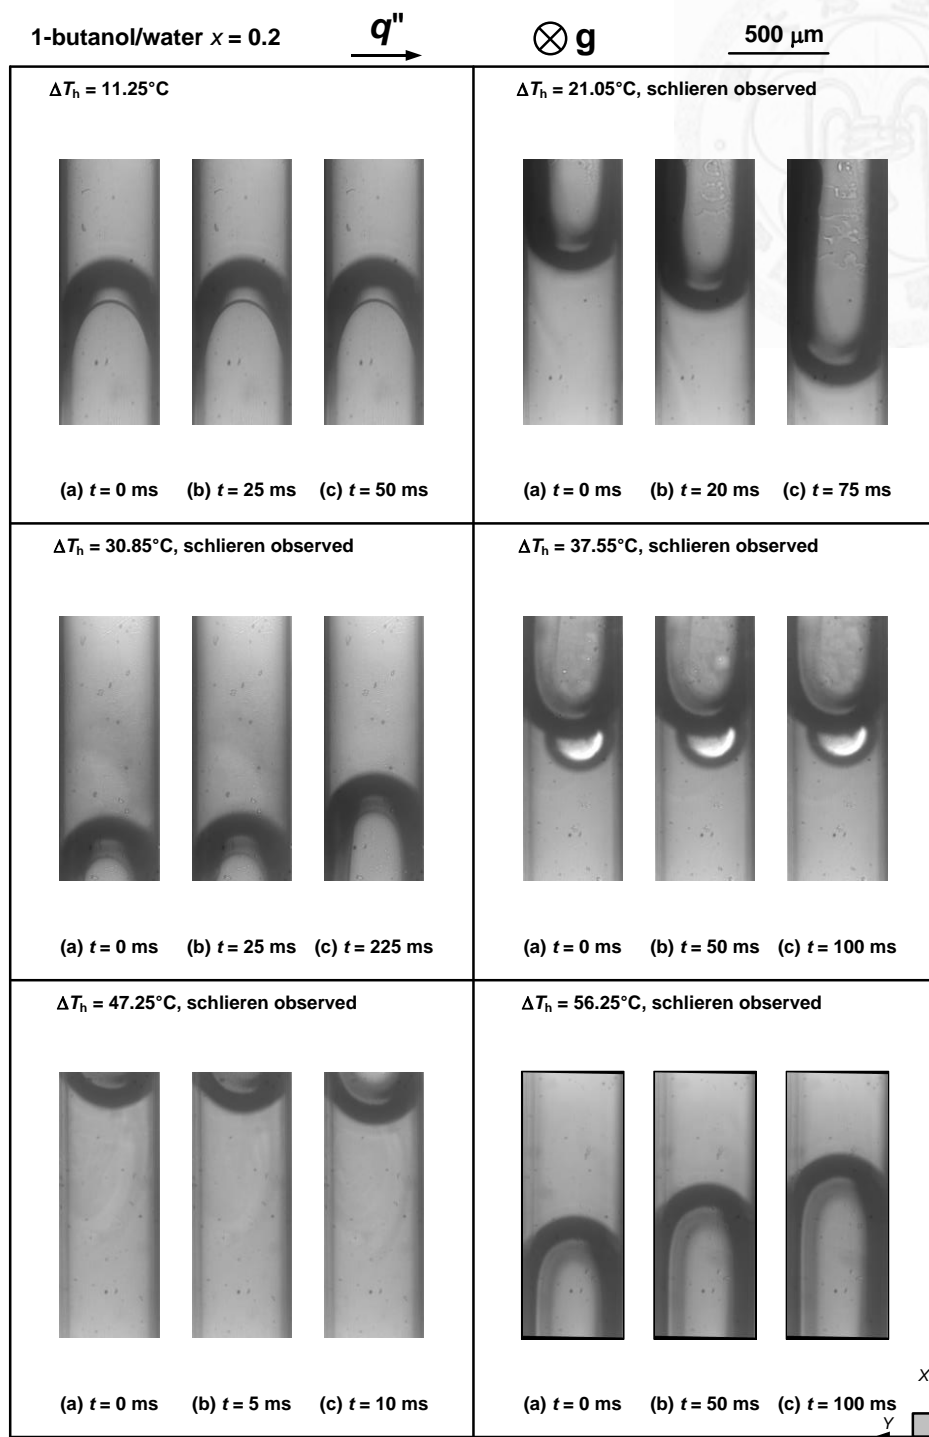 1-butanol/water x = 0.2 q" ⊗ g 500 µm
ΔTh = 11.25°C
ΔTh = 21.05°C, schlieren observed
(a) t = 0 ms (b) t = 25 ms (c) t = 50 ms
(a) t = 0 ms (b) t = 20 ms (c) t = 75 ms
ΔTh = 30.85°C, schlieren observed
ΔTh = 37.55°C, schlieren observed
(a) t = 0 ms (b) t = 25 ms (c) t = 225 ms
(a) t = 0 ms (b) t = 50 ms (c) t = 100 ms
ΔTh = 47.25°C, schlieren observed
ΔTh = 56.25°C, schlieren observed
(a) t = 0 ms (b) t = 5 ms (c) t = 10 ms
(a) t = 0 ms (b) t = 50 ms (c) t = 100 ms
X
Y